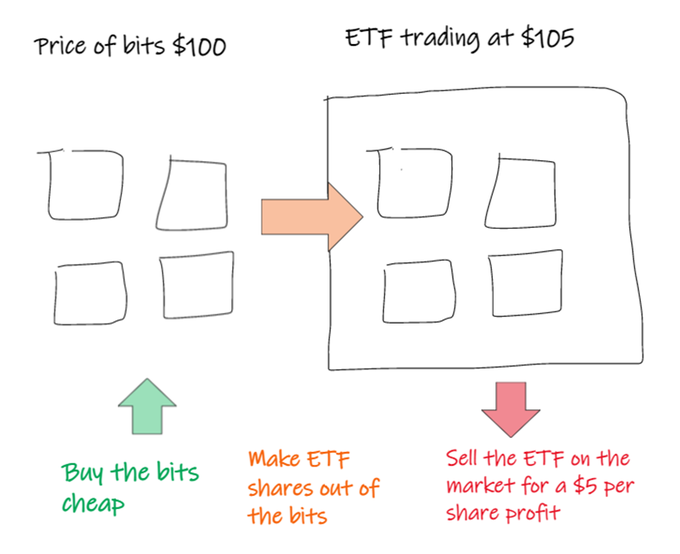 Price of bits $100
ETF trading at $105
Buy the bits
cheap
Make ETF
shares out of
the bits
Sell the ETF on the
market for a $5 per
share profit